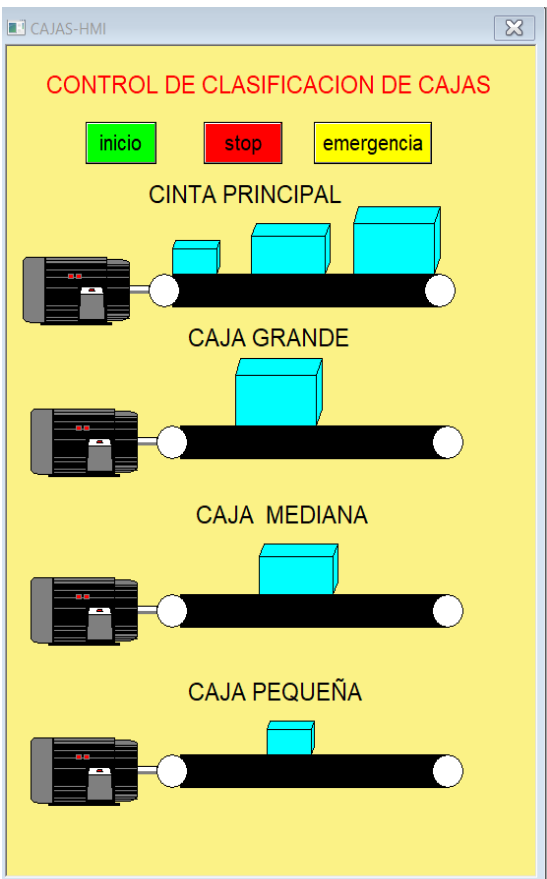 CAJAS-HMI
CONTROL DE CLASIFICACION DE CAJAS
inicio stop emergencia
CINTA PRINCIPAL
CAJA GRANDE
CAJA MEDIANA
CAJA PEQUEÑA